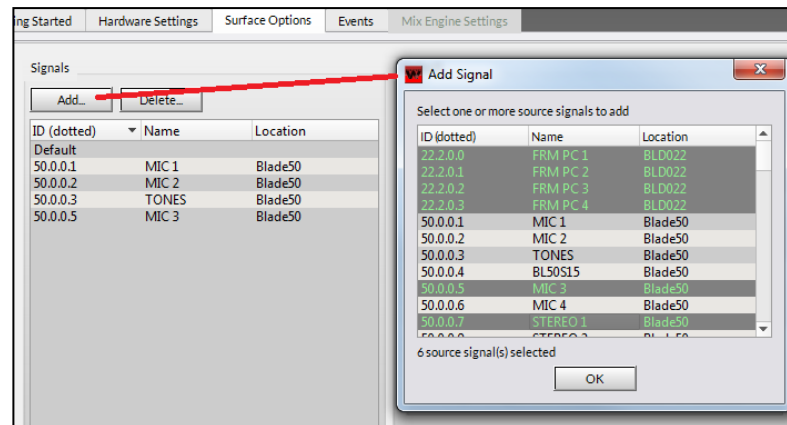 ing Started Hardware Settings Surface Options Events Mix Engine Settings
Signals
Add... Delete...
ID (dotted) Name Location
Default
50.0.0.1 MIC 1 Blade50
50.0.0.2 MIC 2 Blade50
50.0.0.3 TONES Blade50
50.0.0.5 MIC 3 Blade50
Add Signal
Select one or more source signals to add
ID (dotted) Name Location
22.2.0.0 FRM PC 1 BLD022
22.2.0.1 FRM PC 2 BLD022
22.2.0.2 FRM PC 3 BLD022
22.2.0.3 FRM PC 4 BLD022
50.0.0.1 MIC 1 Blade50
50.0.0.2 MIC 2 Blade50
50.0.0.3 TONES Blade50
50.0.0.4 BL50S15 Blade50
50.0.0.5 MIC 3 Blade50
50.0.0.6 MIC 4 Blade50
50.0.0.7 STEREO 1 Blade50
6 source signal(s) selected
OK